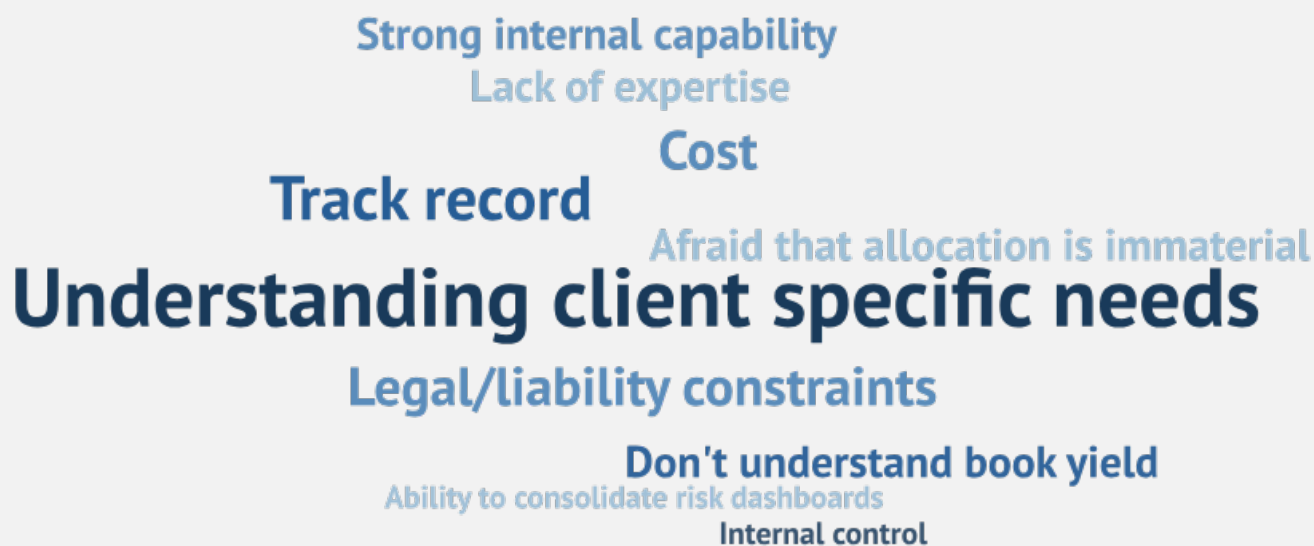 Strong internal capability
Lack of expertise
Cost
Track record
Afraid that allocation is immaterial
Understanding client specific needs
Legal/liability constraints
Don't understand book yield
Ability to consolidate risk dashboards
Internal control